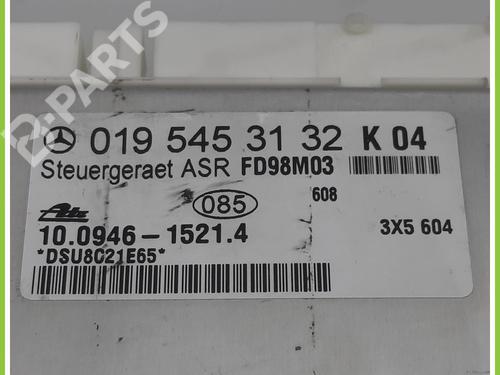 B-PARTS
019 545 31 32 K 04
Steuergeraet ASR FD98M03
085
608
Ate
10.0946-1521.4
3X5 604
*DSU8C21E65*